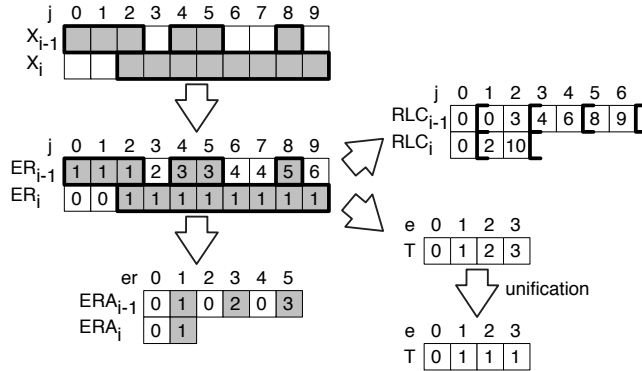 j 0 1 2 3 4 5 6 7 8 9
Xi-1
Xi
j 0 1 2 3 4 5 6
RLCi-1 0 0 3 4 6 8 9
RLCi 0 2 10
j 0 1 2 3 4 5 6 7 8 9
ERi-1 1 1 1 2 3 3 4 4 5 6
ERi 0 0 1 1 1 1 1 1 1 1
e 0 1 2 3
T 0 1 2 3
er 0 1 2 3 4 5
ERAi-1 0 1 0 2 0 3
ERAi 0 1
unification
e 0 1 2 3
T 0 1 1 1